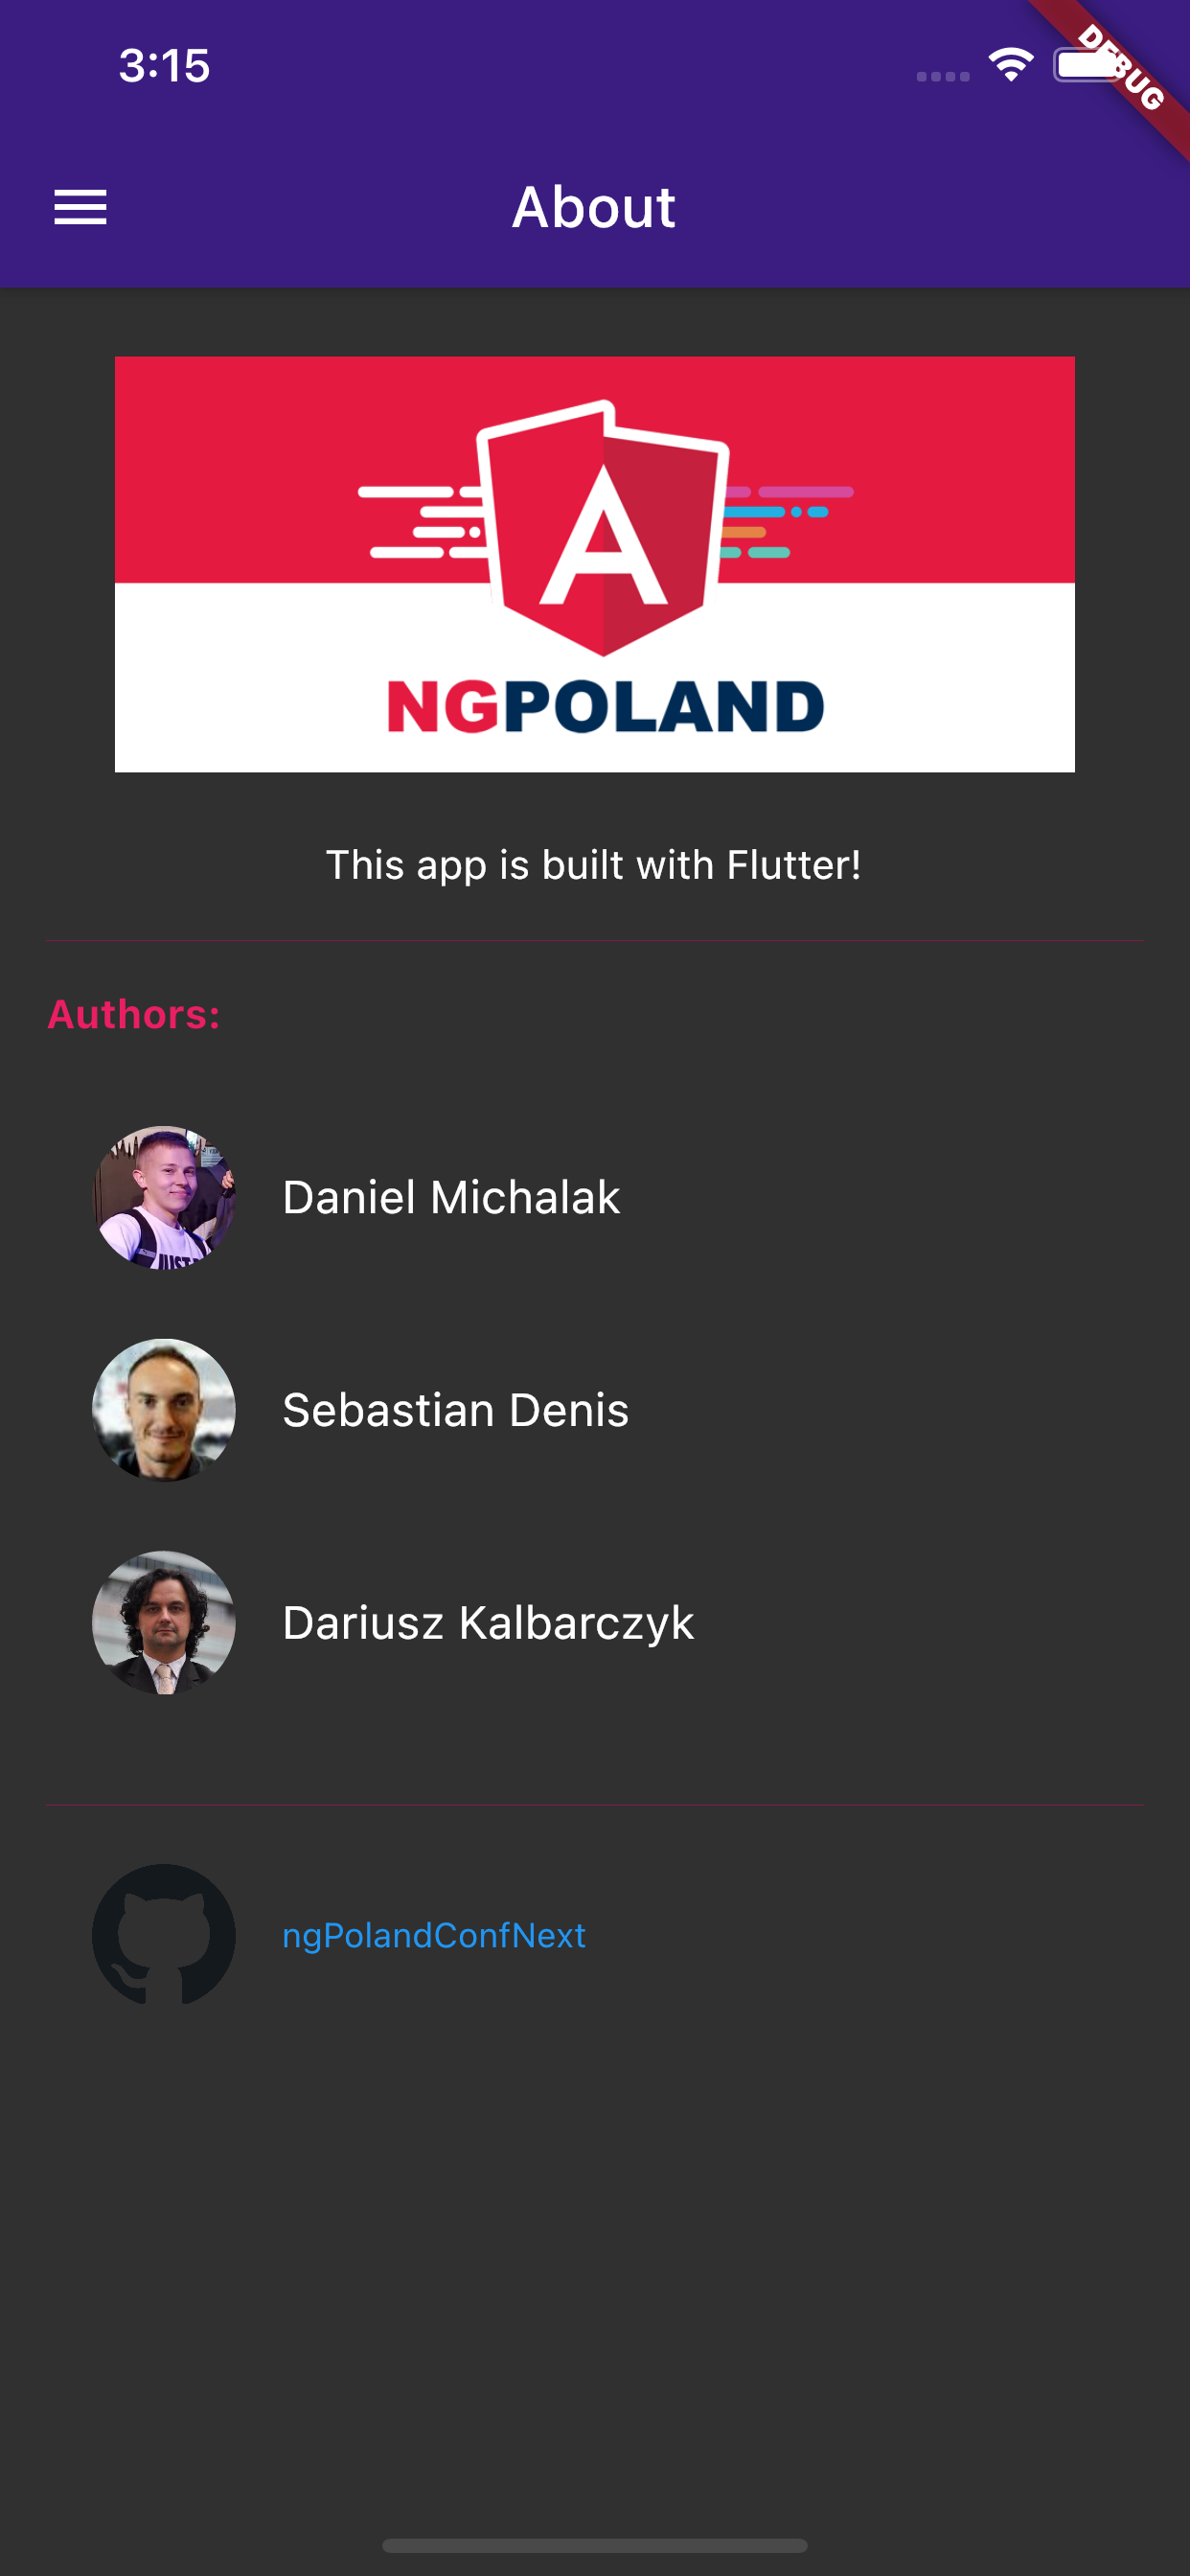 3:15
DEBUG
About
A
NGPOLAND
This app is built with Flutter!
Authors:
Daniel Michalak
Sebastian Denis
Dariusz Kalbarczyk
ngPolandConfNext